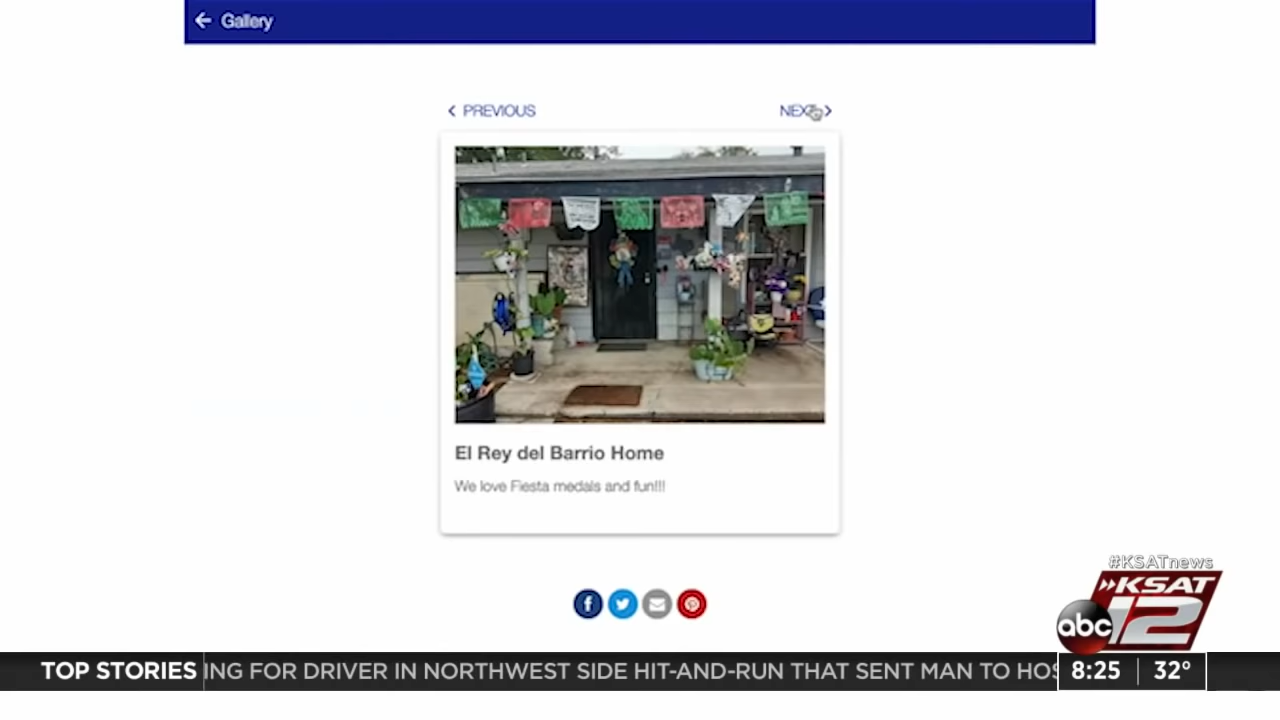 Gallery
PREVIOUS
NEXT
El Rey del Barrio Home
We love Fiesta medals and fun!!!
#KSATnews
KSAT
abc 12
TOP STORIES ING FOR DRIVER IN NORTHWEST SIDE HIT-AND-RUN THAT SENT MAN TO HOS 8:25 32°